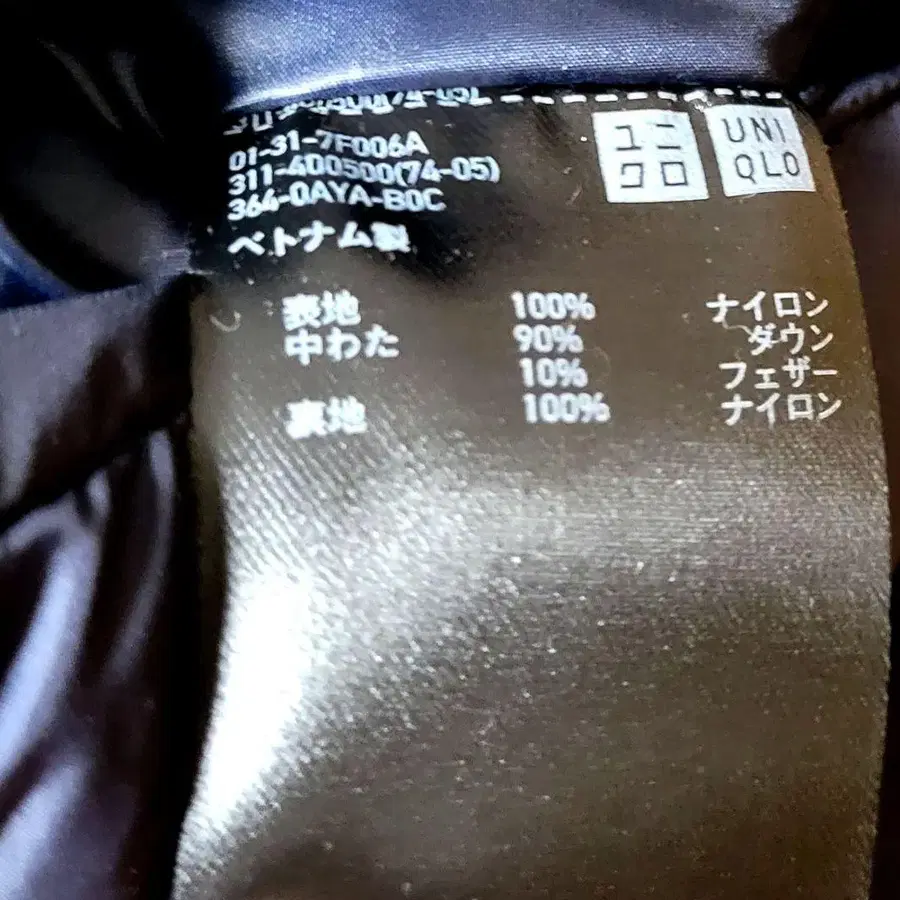 01-31-7F006A
311-400500(74-05)
364-0AYA-B0C
ベトナム製
ユニ
クロ
UNI
QLO
表地 100% ナイロン
中わた 90% ダウン
10% フェザー
裏地 100% ナイロン